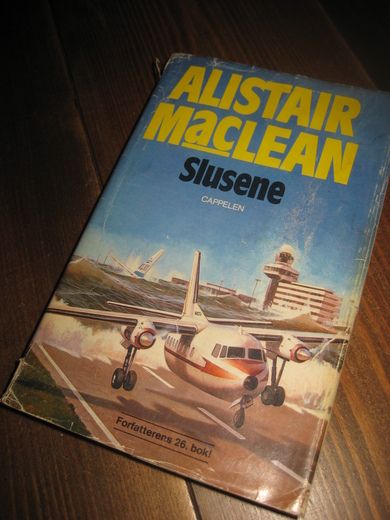 ALISTAIR
MacLEAN
Slusene
CAPPELEN
Forfatterens 26. bok!